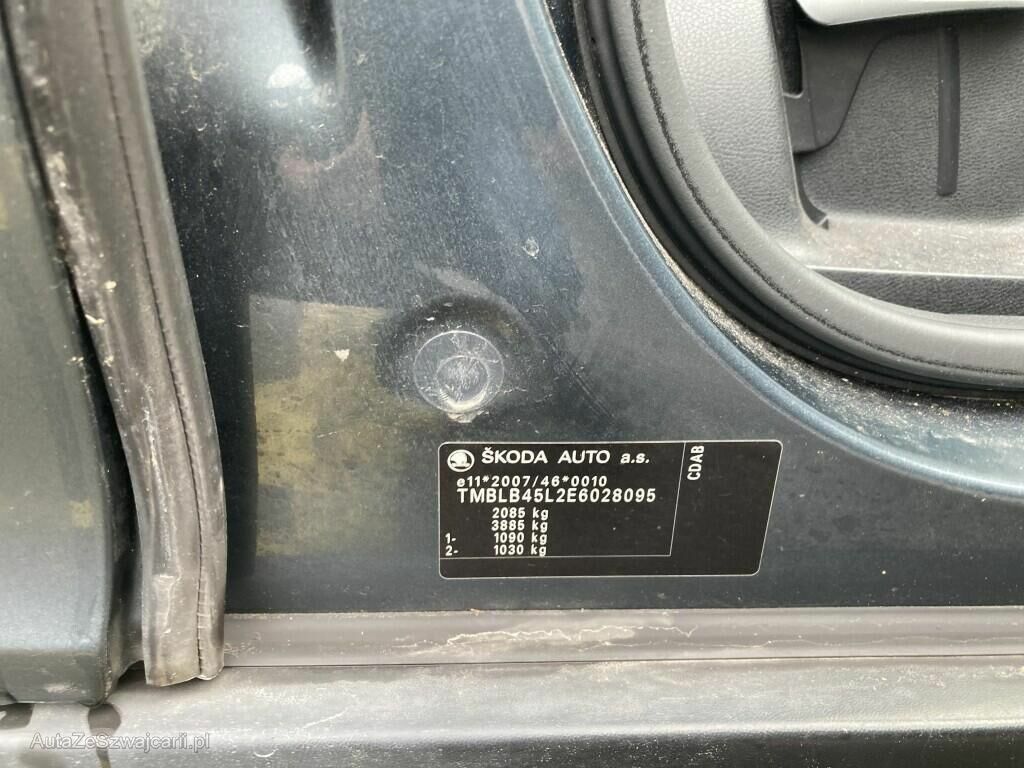 ŠKODA AUTO a.s.
e11*2007/46*0010
TMBLB45L2E6028095
2085 kg
3885 kg
1- 1090 kg
2- 1030 kg
CDAB
AutaZeSzwajcarii.pl